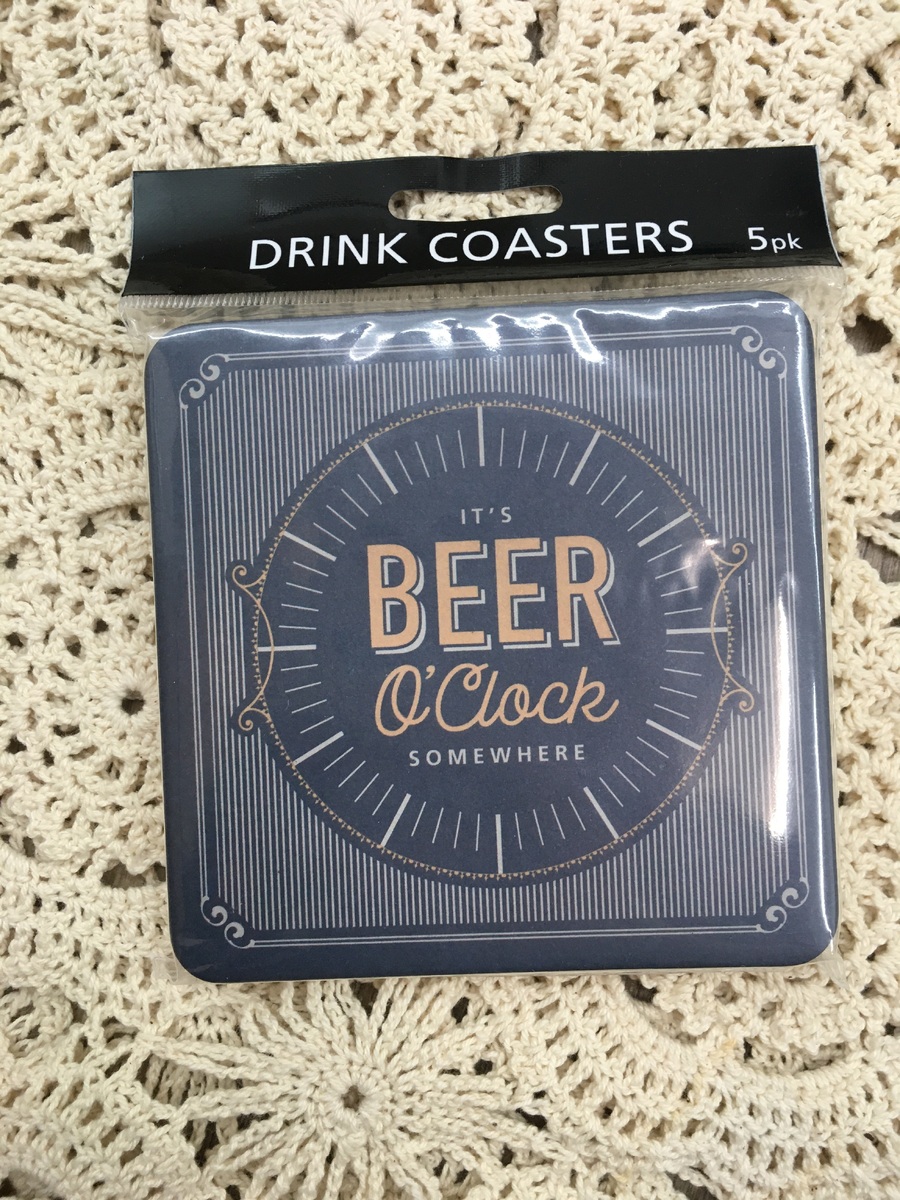 DRINK COASTERS 5pk
IT'S
BEER
O'Clock
SOMEWHERE